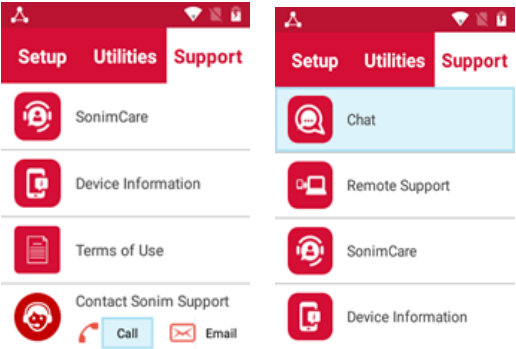 Setup Utilities Support
SonimCare
Device Information
Terms of Use
Contact Sonim Support
Call Email
Setup Utilities Support
Chat
Remote Support
SonimCare
Device Information